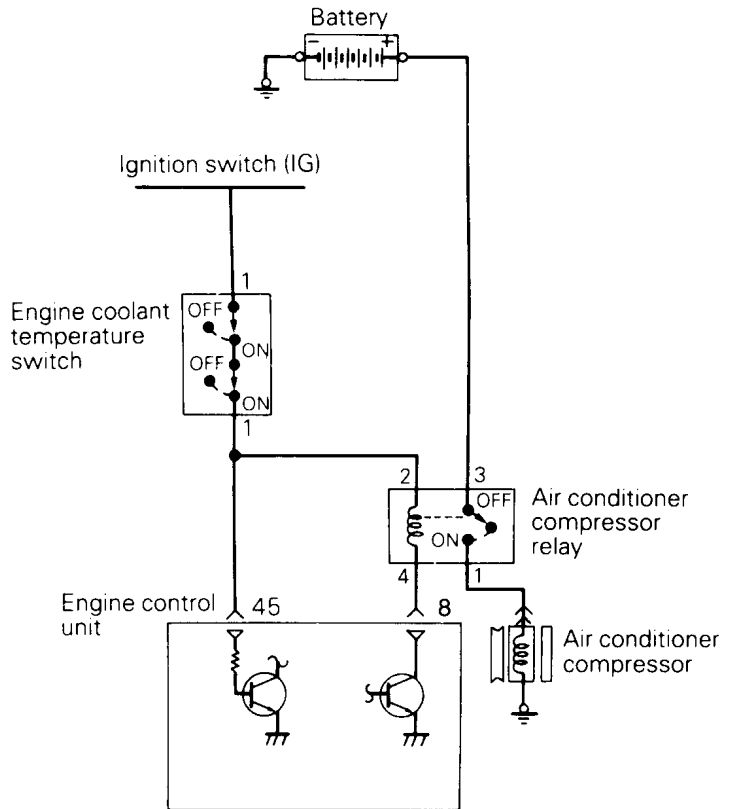 Battery
- +
Ignition switch (IG)
1
Engine coolant
temperature
switch
OFF
ON
OFF
ON
1
2 3
OFF
ON
Air conditioner
compressor
relay
4 1
Engine control
unit
45 8
Air conditioner
compressor